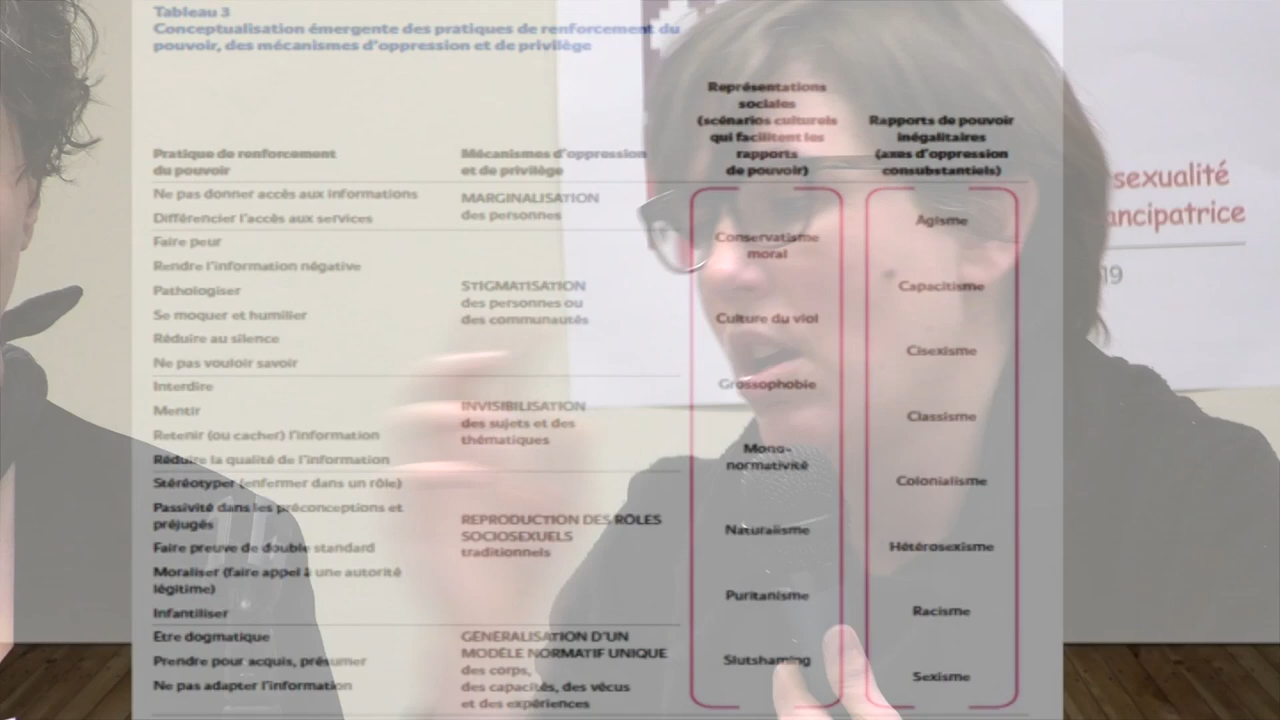 Tableau 3
Conceptualisation émergente des pratiques de renforcement du
pouvoir, des mécanismes d'oppression et de privilège
Pratique de renforcement
du pouvoir
Mécanismes d'oppression
et de privilège
Représentations
sociales
(scénarios culturels
qui facilitent les
rapports
de pouvoir)
Rapports de pouvoir
inégalitaires
(axes d'oppression
consubstantiels)
Ne pas donner accès aux informations
Différencier l'accès aux services
MARGINALISATION
des personnes
Faire peur
Rendre l'information négative
Pathologiser
Se moquer et humilier
Réduire au silence
Ne pas vouloir savoir
STIGMATISATION
des personnes ou
des communautés
Interdire
Mentir
Retenir (ou cacher) l'information
Réduire la qualité de l'information
INVISIBILISATION
des sujets et des
thématiques
Stéréotyper (enfermer dans un rôle)
Passivité dans les préconceptions et
préjugés
Faire preuve de double standard
Moraliser (faire appel à une autorité
légitime)
Infantiliser
REPRODUCTION DES RÔLES
SOCIOSEXUELS
traditionnels
Etre dogmatique
Prendre pour acquis, présumer
Ne pas adapter l'information
GÉNÉRALISATION D'UN
MODÈLE NORMATIF UNIQUE
des corps,
des capacités, des vécus
et des expériences
Conservatisme
moral
Culture du viol
Grossophobie
Mono-
normativité
Naturalisme
Puritanisme
Slutshaming
Agisme
Capacitisme
Cisexisme
Classisme
Colonialisme
Hétérosexisme
Racisme
Sexisme
sexualité
ancipatrice
19